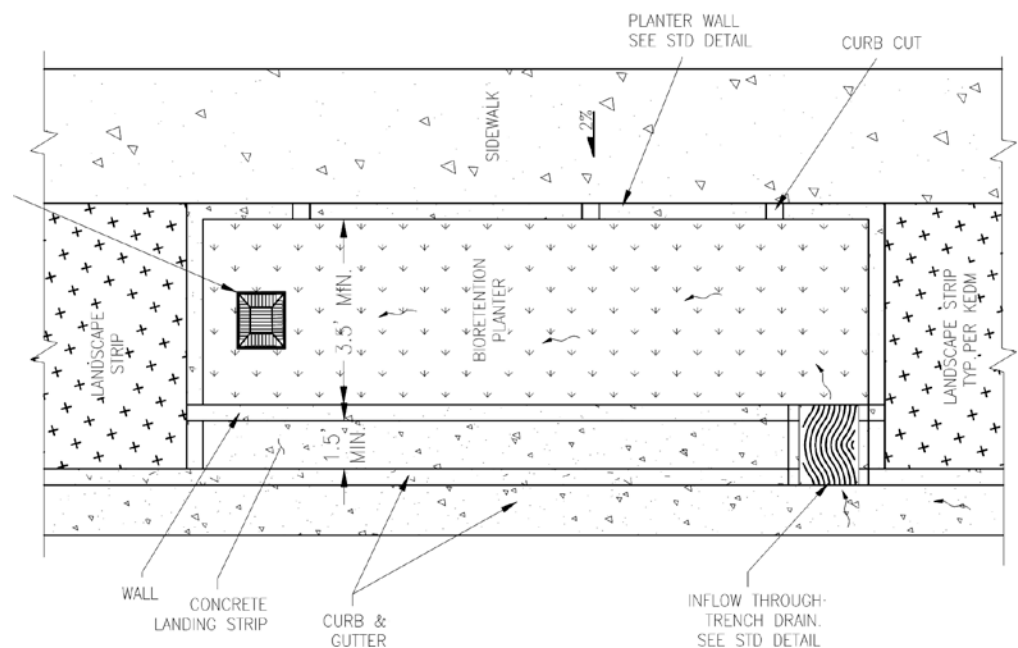 PLANTER WALL
SEE STD DETAIL
CURB CUT
SIDEWALK
2%
LANDSCAPE
STRIP
3.5' MIN.
BIORETENTION
PLANTER
LANDSCAPE STRIP
TYP. PER KEDM
1.5'
MIN.
WALL
CONCRETE
LANDING STRIP
CURB &
GUTTER
INFLOW THROUGH-
TRENCH DRAIN.
SEE STD DETAIL